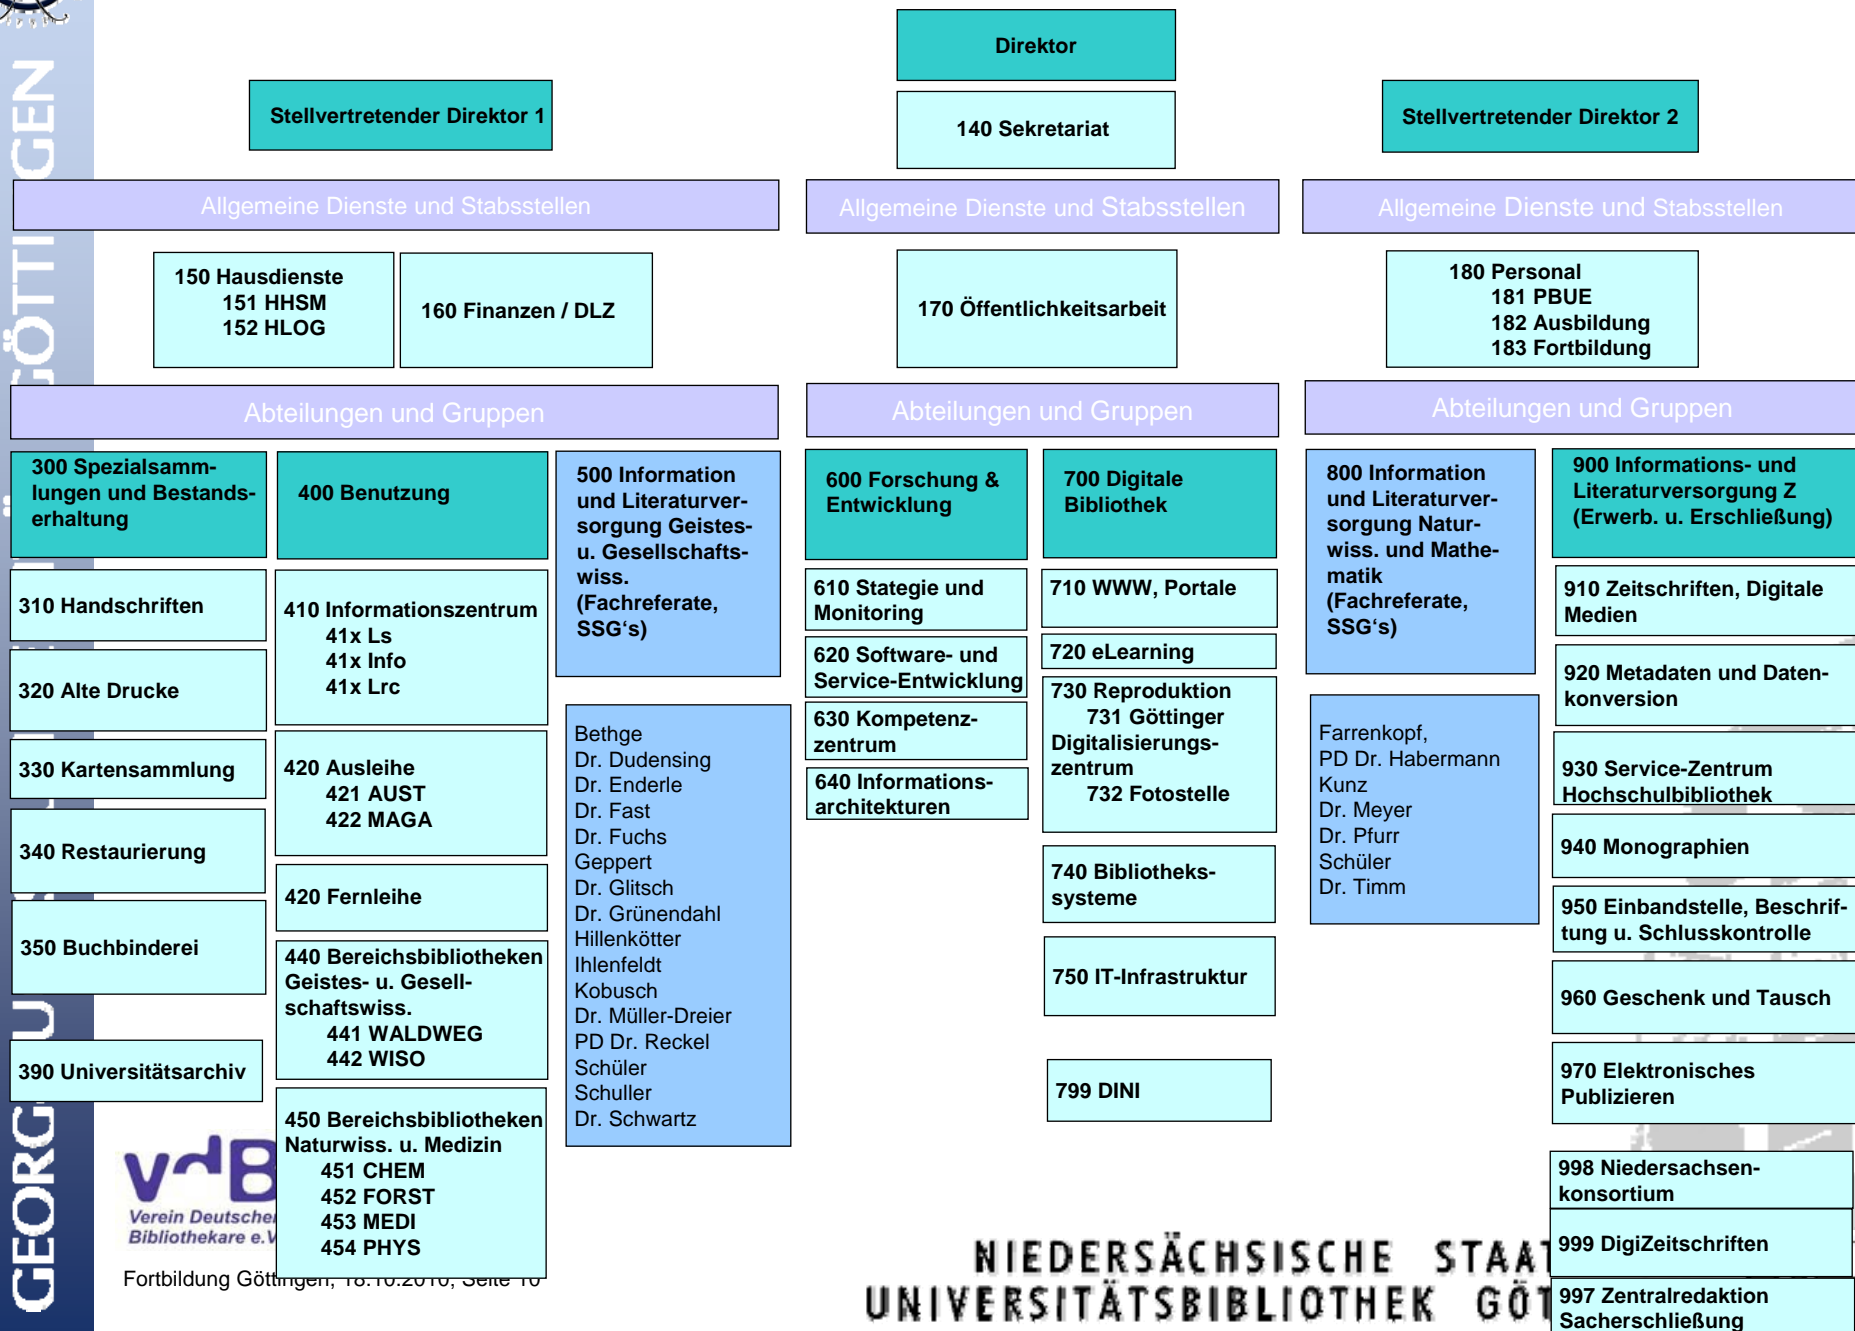 Direktor
Stellvertretender Direktor 1
140 Sekretariat
Stellvertretender Direktor 2
Allgemeine Dienste und Stabsstellen
Allgemeine Dienste und Stabsstellen
Allgemeine Dienste und Stabsstellen
150 Hausdienste
151 HHSM
152 HLOG
160 Finanzen / DLZ
170 Öffentlichkeitsarbeit
180 Personal
181 PBUE
182 Ausbildung
183 Fortbildung
Abteilungen und Gruppen
Abteilungen und Gruppen
Abteilungen und Gruppen
300 Spezialsamm-
lungen und Bestands-
erhaltung
310 Handschriften
320 Alte Drucke
330 Kartensammlung
340 Restaurierung
350 Buchbinderei
390 Universitätsarchiv
400 Benutzung
410 Informationszentrum
41x Ls
41x Info
41x Lrc
420 Ausleihe
421 AUST
422 MAGA
420 Fernleihe
440 Bereichsbibliotheken
Geistes- u. Gesell-
schaftswiss.
441 WALDWEG
442 WISO
450 Bereichsbibliotheken
Naturwiss. u. Medizin
451 CHEM
452 FORST
453 MEDI
454 PHYS
500 Information
und Literaturver-
sorgung Geistes-
u. Gesellschafts-
wiss.
(Fachreferate,
SSG‘s)
Bethge
Dr. Dudensing
Dr. Enderle
Dr. Fast
Dr. Fuchs
Geppert
Dr. Glitsch
Dr. Grünendahl
Hillenkötter
Ihlenfeldt
Kobusch
Dr. Müller-Dreier
PD Dr. Reckel
Schüler
Schuller
Dr. Schwartz
600 Forschung &
Entwicklung
610 Stategie und
Monitoring
620 Software- und
Service-Entwicklung
630 Kompetenz-
zentrum
640 Informations-
architekturen
700 Digitale
Bibliothek
710 WWW, Portale
720 eLearning
730 Reproduktion
731 Göttinger
Digitalisierungs-
zentrum
732 Fotostelle
740 Bibliotheks-
systeme
750 IT-Infrastruktur
799 DINI
800 Information
und Literaturver-
sorgung Natur-
wiss. und Mathe-
matik
(Fachreferate,
SSG‘s)
Farrenkopf,
PD Dr. Habermann
Kunz
Dr. Meyer
Dr. Pfurr
Schüler
Dr. Timm
900 Informations- und
Literaturversorgung Z
(Erwerb. u. Erschließung)
910 Zeitschriften, Digitale
Medien
920 Metadaten und Daten-
konversion
930 Service-Zentrum
Hochschulbibliothek
940 Monographien
950 Einbandstelle, Beschrif-
tung u. Schlusskontrolle
960 Geschenk und Tausch
970 Elektronisches
Publizieren
998 Niedersachsen-
konsortium
999 DigiZeitschriften
997 Zentralredaktion
Sacherschließung
vdB
Verein Deutscher
Bibliothekare e.V
Fortbildung Göttingen, 18.10.2010, Seite 10
NIEDERSÄCHSISCHE STAAT
UNIVERSITÄTSBIBLIOTHEK GÖT
GEORG
GÖTTINGEN